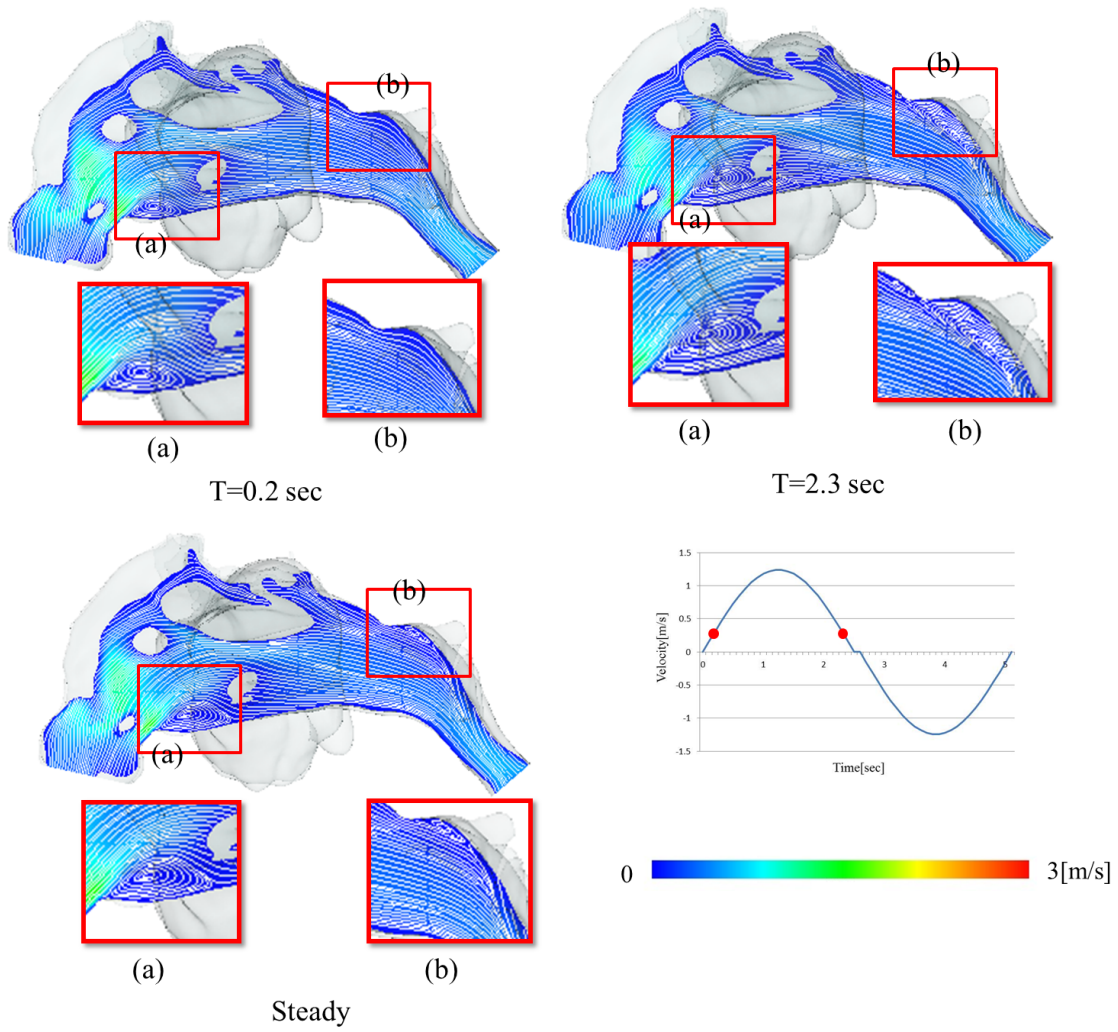 (b)
(a)
(a)
(b)
T=0.2 sec
(b)
(a)
(a)
(b)
T=2.3 sec
(b)
(a)
(a)
(b)
Steady
Velocity[m/s]
1.5
1
0.5
0
-0.5
-1
-1.5
0 1 2 3 4 5
Time[sec]
0 3[m/s]